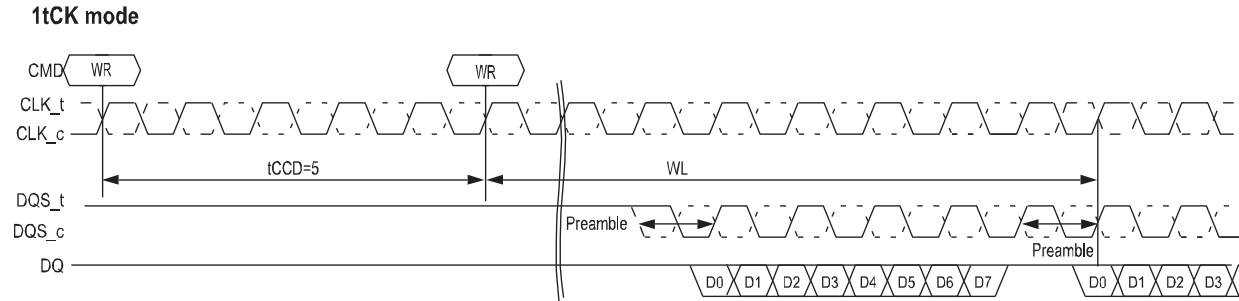 1tCK mode
CMD WR WR
CLK_t
CLK_c
tCCD=5 WL
DQS_t
Preamble
DQS_c
Preamble
DQ D0 D1 D2 D3 D4 D5 D6 D7 D0 D1 D2 D3